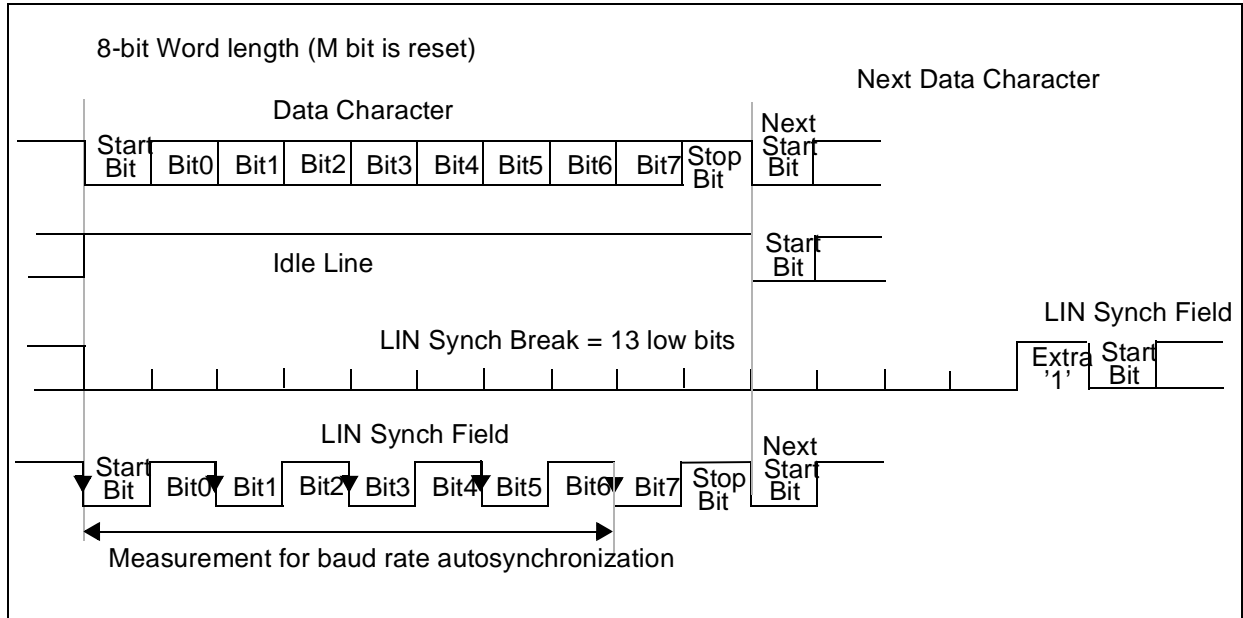 8-bit Word length (M bit is reset)
Next Data Character
Data Character
Start
Bit
Bit0
Bit1
Bit2
Bit3
Bit4
Bit5
Bit6
Bit7
Stop
Bit
Next
Start
Bit
Idle Line
Start
Bit
LIN Synch Field
LIN Synch Break = 13 low bits
Extra
'1'
Start
Bit
LIN Synch Field
Start
Bit
Bit0
Bit1
Bit2
Bit3
Bit4
Bit5
Bit6
Bit7
Stop
Bit
Next
Start
Bit
Measurement for baud rate autosynchronization